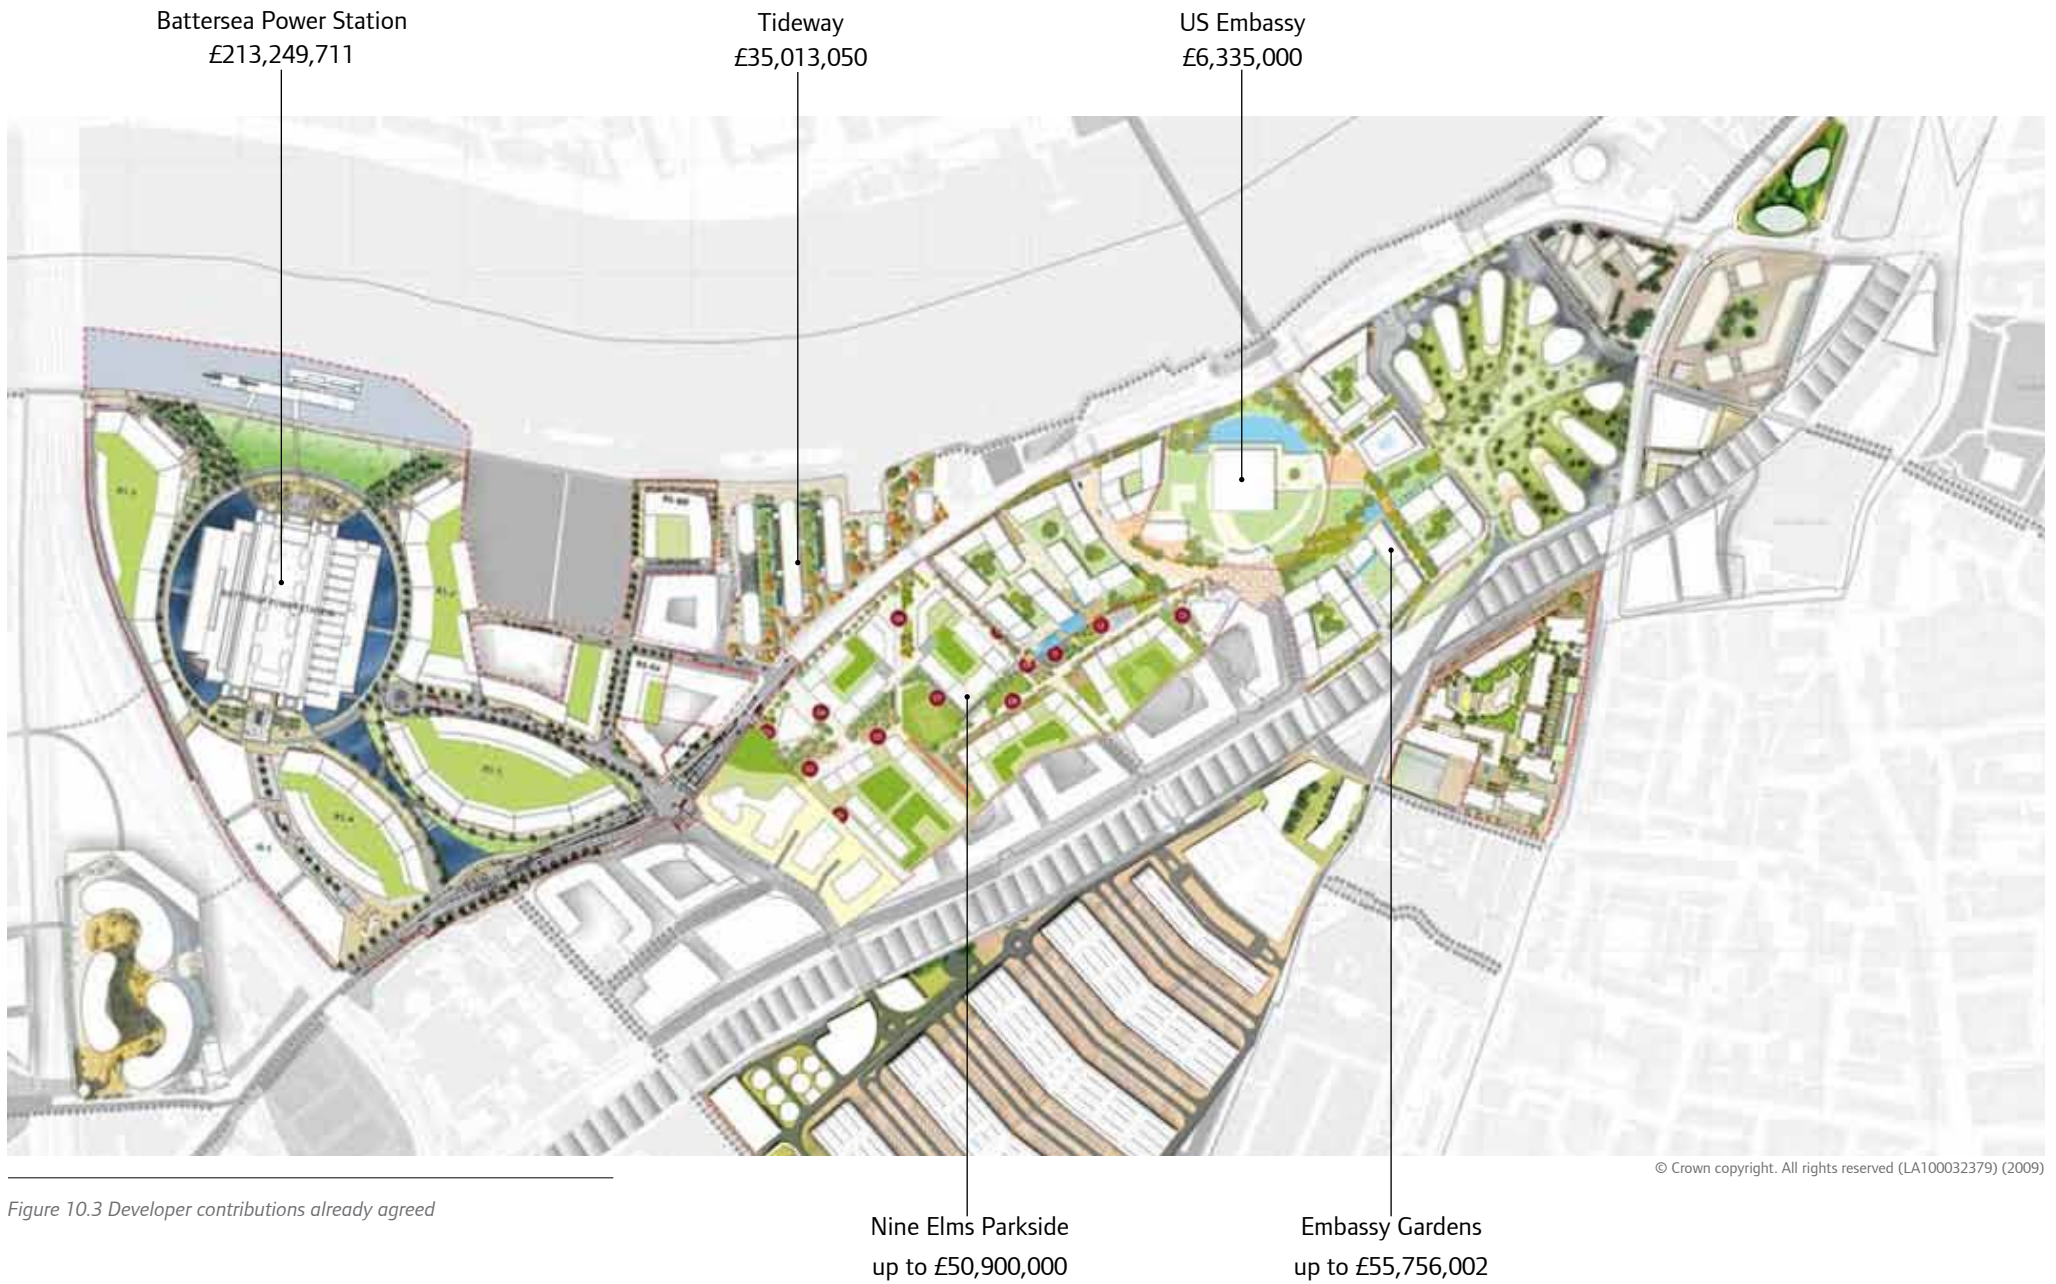 Battersea Power Station
£213,249,711
Tideway
£35,013,050
US Embassy
£6,335,000
© Crown copyright. All rights reserved (LA100032379) (2009)
Figure 10.3 Developer contributions already agreed
Nine Elms Parkside
up to £50,900,000
Embassy Gardens
up to £55,756,002